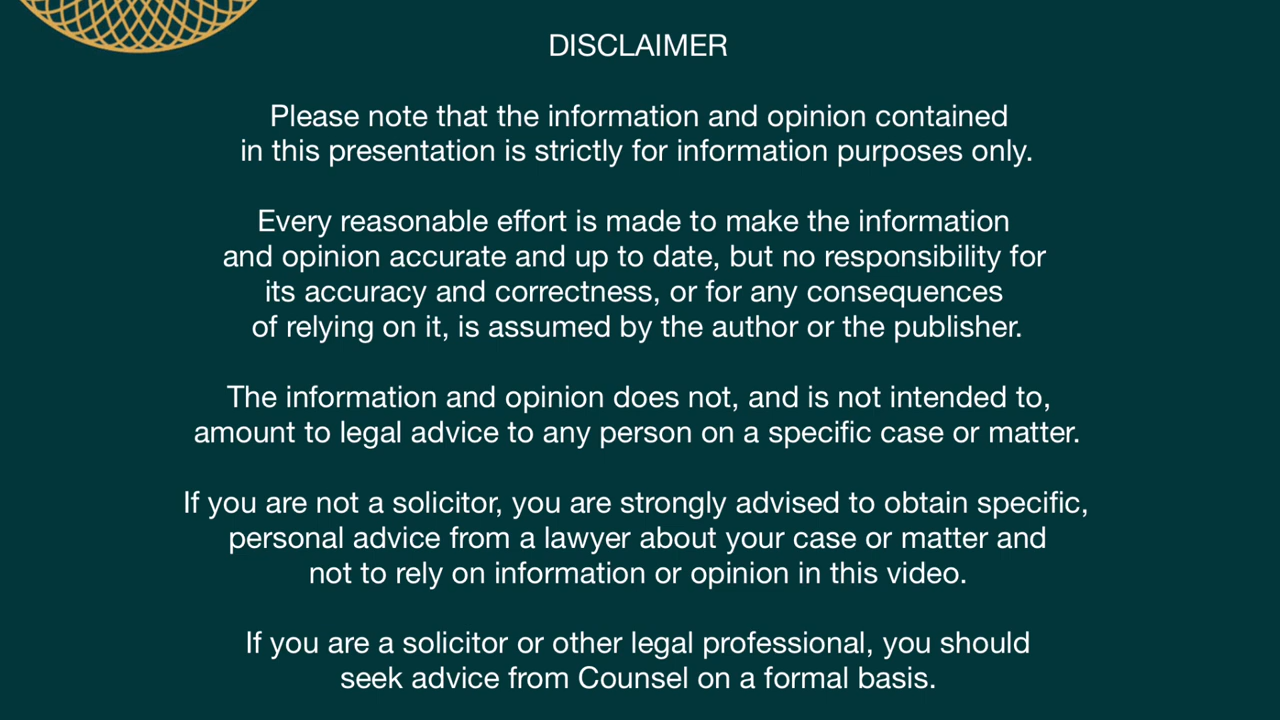 DISCLAIMER
Please note that the information and opinion contained
in this presentation is strictly for information purposes only.
Every reasonable effort is made to make the information
and opinion accurate and up to date, but no responsibility for
its accuracy and correctness, or for any consequences
of relying on it, is assumed by the author or the publisher.
The information and opinion does not, and is not intended to,
amount to legal advice to any person on a specific case or matter.
If you are not a solicitor, you are strongly advised to obtain specific,
personal advice from a lawyer about your case or matter and
not to rely on information or opinion in this video.
If you are a solicitor or other legal professional, you should
seek advice from Counsel on a formal basis.